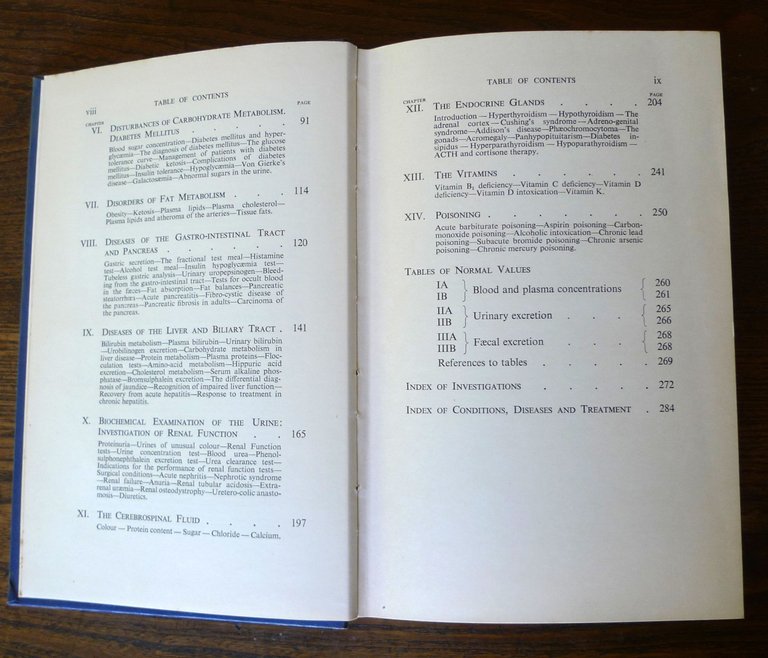 viii
TABLE OF CONTENTS
CHAPTER
PAGE
VI. DISTURBANCES OF CARBOHYDRATE METABOLISM.
DIABETES MELLITUS . . . . . . 91
Blood sugar concentration—Diabetes mellitus and hyper-
glycæmia—The diagnosis of diabetes mellitus—The glucose
tolerance curve—Management of patients with diabetes
mellitus—Diabetic ketosis—Complications of diabetes
mellitus—Insulin tolerance—Hypoglycæmia—Von Gierke's
disease—Galactosæmia—Abnormal sugars in the urine.
VII. DISORDERS OF FAT METABOLISM . . . . 114
Obesity—Ketosis—Plasma lipids—Plasma cholesterol—
Plasma lipids and atheroma of the arteries—Tissue fats.
VIII. DISEASES OF THE GASTRO-INTESTINAL TRACT
AND PANCREAS . . . . . . 120
Gastric secretion—The fractional test meal—Histamine
test—Alcohol test meal—Insulin hypoglycæmia test—
Tubeless gastric analysis—Urinary uropepsinogen—Bleed-
ing from the gastro-intestinal tract—Tests for occult blood
in the fæces—Fat absorption—Fat balances—Pancreatic
steatorrhœa—Acute pancreatitis—Fibro-cystic disease of
the pancreas—Pancreatic fibrosis in adults—Carcinoma of
the pancreas.
IX. DISEASES OF THE LIVER AND BILIARY TRACT . 141
Bilirubin metabolism—Plasma bilirubin—Urinary bilirubin
—Urobilinogen excretion—Carbohydrate metabolism in
liver disease—Protein metabolism—Plasma proteins—Floc-
culation tests—Amino-acid metabolism—Hippuric acid
excretion—Cholesterol metabolism—Serum alkaline phos-
phatase—Bromsulphalein excretion—The differential diag-
nosis of jaundice—Recognition of impaired liver function—
Recovery from acute hepatitis—Response to treatment in
chronic hepatitis.
X. BIOCHEMICAL EXAMINATION OF THE URINE:
INVESTIGATION OF RENAL FUNCTION . . 165
Proteinuria—Urines of unusual colour—Renal Function
tests—Urine concentration test—Blood urea—Phenol-
sulphonephthalein excretion test—Urea clearance test—
Indications for the performance of renal function tests—
Surgical conditions—Acute nephritis—Nephrotic syndrome
—Renal failure—Anuria—Renal tubular acidosis—Extra-
renal uræmia—Renal osteodystrophy—Uretero-colic anasto-
mosis—Diuretics.
XI. THE CEREBROSPINAL FLUID . . . . 197
Colour — Protein content — Sugar — Chloride — Calcium.
TABLE OF CONTENTS
ix
CHAPTER
PAGE
XII. THE ENDOCRINE GLANDS . . . . 204
Introduction — Hyperthyroidism — Hypothyroidism — The
adrenal cortex — Cushing's syndrome — Adreno-genital
syndrome—Addison's disease—Phæochromocytoma—The
gonads—Acromegaly—Panhypopituitarism—Diabetes in-
sipidus — Hyperparathyroidism — Hypoparathyroidism —
ACTH and cortisone therapy.
XIII. THE VITAMINS . . . . . . 241
Vitamin B₁ deficiency—Vitamin C deficiency—Vitamin D
deficiency—Vitamin D intoxication—Vitamin K.
XIV. POISONING . . . . . . . 250
Acute barbiturate poisoning—Aspirin poisoning—Carbon-
monoxide poisoning—Alcoholic intoxication—Chronic lead
poisoning—Subacute bromide poisoning—Chronic arsenic
poisoning—Chronic mercury poisoning.
TABLES OF NORMAL VALUES
IA } Blood and plasma concentrations { 260
IB 261
IIA } Urinary excretion . . . { 265
IIB 266
IIIA } Fæcal excretion . . . { 268
IIIB 268
References to tables . . . . . 269
INDEX OF INVESTIGATIONS . . . . . 272
INDEX OF CONDITIONS, DISEASES AND TREATMENT . 284